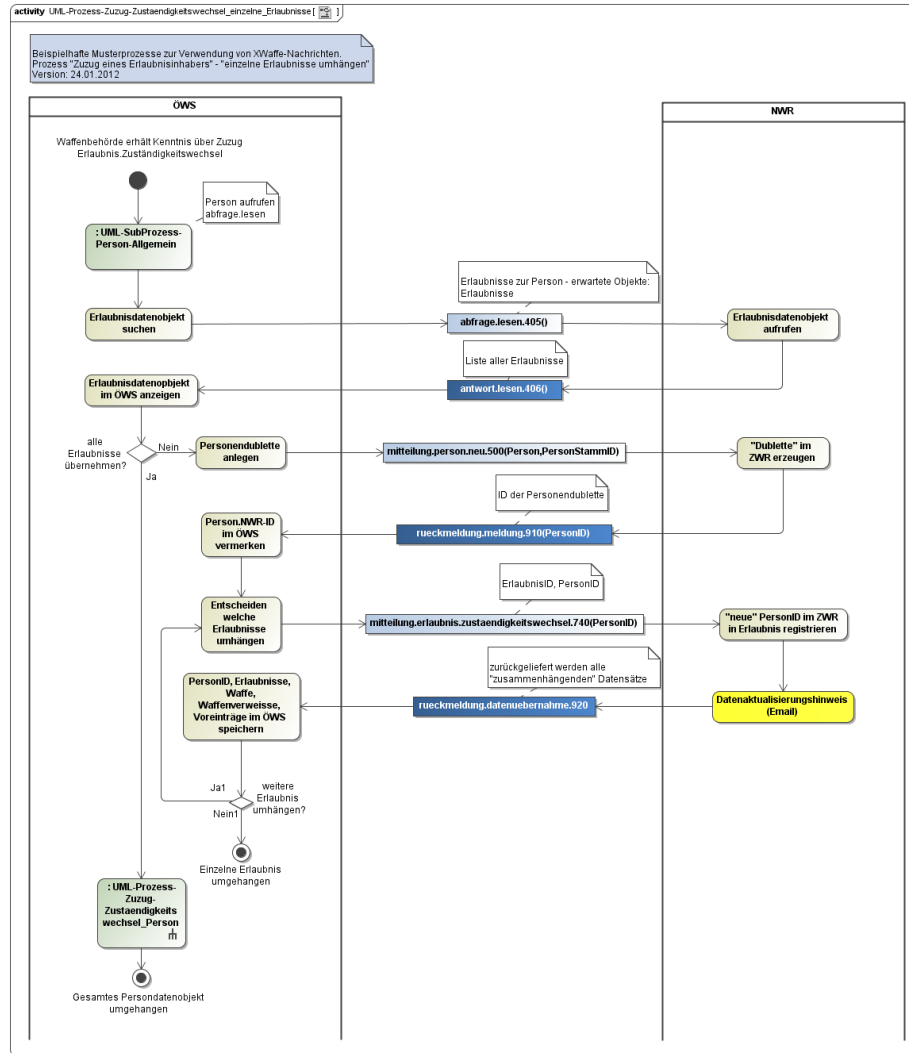 activity UML-Prozess-Zuzug-Zustaendigkeitswechsel_einzelne_Erlaubnisse [ ]
Beispielhafte Musterprozesse zur Verwendung von XWaffe-Nachrichten.
Prozess "Zuzug eines Erlaubnisinhabers" - "einzelne Erlaubnisse umhängen"
Version: 24.01.2012
ÖWS
NWR
Waffenbehörde erhält Kenntnis über Zuzug
Erlaubnis.Zuständigkeitswechsel
Person aufrufen
abfrage.lesen
: UML-SubProzess-
Person-Allgemein
Erlaubnisse zur Person - erwartete Objekte:
Erlaubnisse
Erlaubnisdatenobjekt
suchen
abfrage.lesen.405()
Erlaubnisdatenobjekt
aufrufen
Liste aller Erlaubnisse
Erlaubnisdatenopbjekt
im ÖWS anzeigen
antwort.lesen.406()
alle
Erlaubnisse
übernehmen?
Nein
Ja
Personendublette
anlegen
mitteilung.person.neu.500(Person,PersonStammID)
"Dublette" im
ZWR erzeugen
ID der Personendublette
Person.NWR-ID
im ÖWS
vermerken
rueckmeldung.meldung.910(PersonID)
ErlaubnisID, PersonID
Entscheiden
welche
Erlaubnisse
umhängen
mitteilung.erlaubnis.zustaendigkeitswechsel.740(PersonID)
"neue" PersonID im ZWR
in Erlaubnis registrieren
zurückgeliefert werden alle
"zusammenhängenden" Datensätze
PersonID, Erlaubnisse,
Waffe,
Waffenverweisse,
Voreinträge im ÖWS
speichern
rueckmeldung.datenuebernahme.920
Datenaktualisierungshinweis
(Email)
Ja1
Nein1
weitere
Erlaubnis
umhängen?
Einzelne Erlaubnis
umgehangen
: UML-Prozess-
Zuzug-
Zustaendigkeits
wechsel_Person
Gesamtes Persondatenobjekt
umgehangen